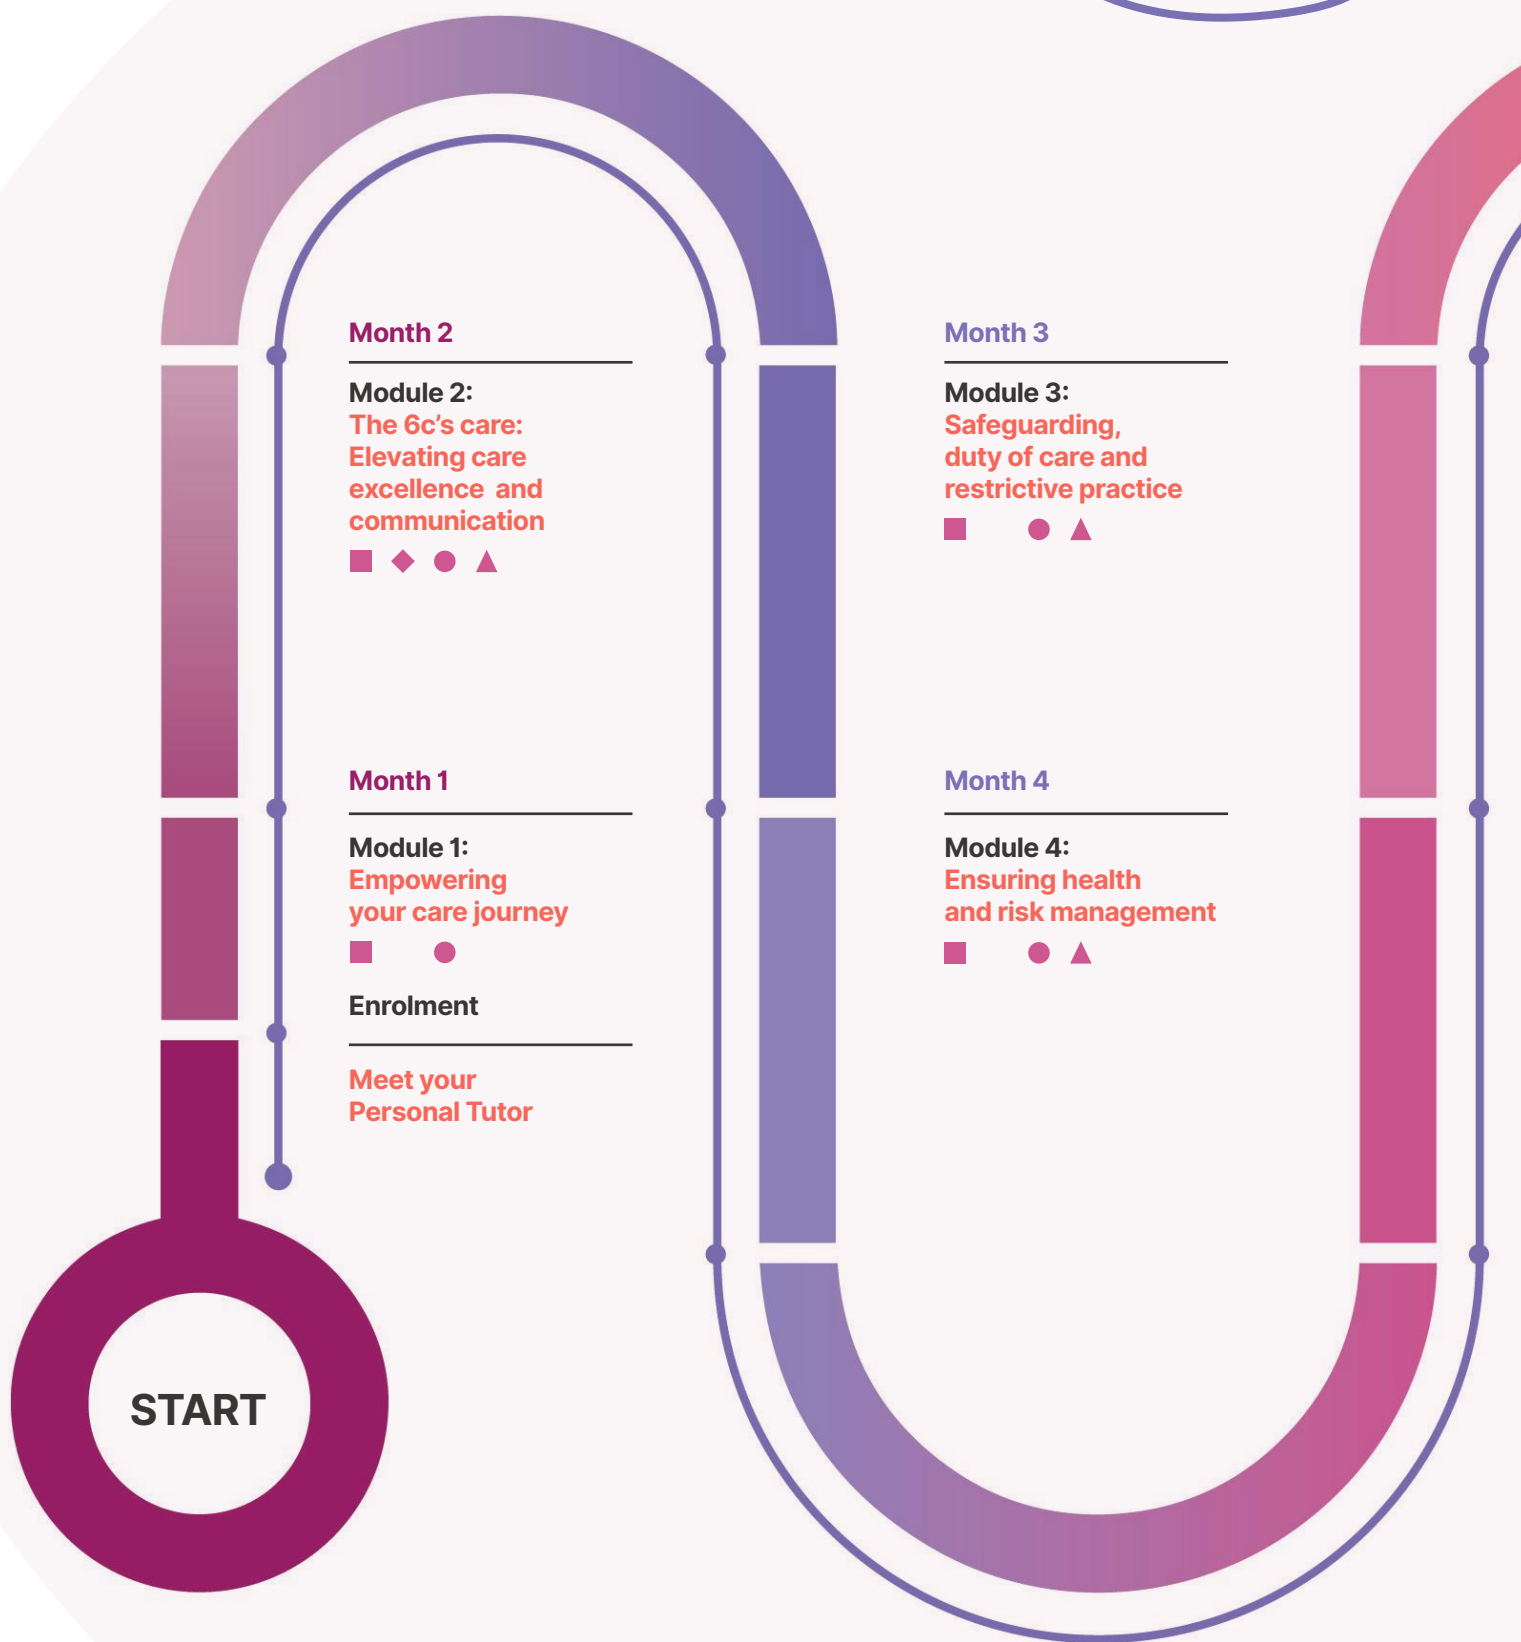 Month 2
Module 2:
The 6c’s care:
Elevating care
excellence and
communication
Month 1
Module 1:
Empowering
your care journey
Enrolment
Meet your
Personal Tutor
START
Month 3
Module 3:
Safeguarding,
duty of care and
restrictive practice
Month 4
Module 4:
Ensuring health
and risk management